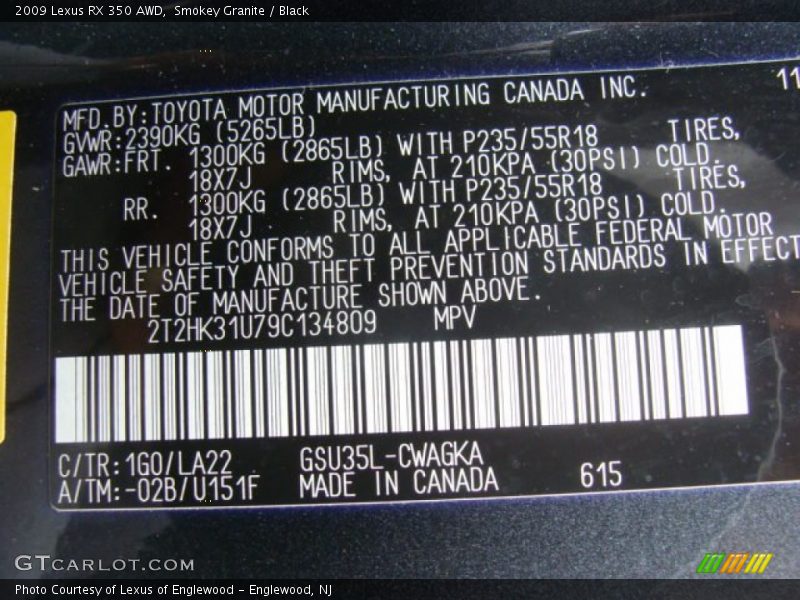 2009 Lexus RX 350 AWD, Smokey Granite / Black
11
MFD.BY:TOYOTA MOTOR MANUFACTURING CANADA INC.
GVWR:2390KG (5265LB)
GAWR:FRT. 1300KG (2865LB) WITH P235/55R18 TIRES,
18X7J RIMS, AT 210KPA (30PSI) COLD.
RR. 1300KG (2865LB) WITH P235/55R18 TIRES,
18X7J RIMS, AT 210KPA (30PSI) COLD.
THIS VEHICLE CONFORMS TO ALL APPLICABLE FEDERAL MOTOR
VEHICLE SAFETY AND THEFT PREVENTION STANDARDS IN EFFECT
THE DATE OF MANUFACTURE SHOWN ABOVE.
2T2HK31U79C134809 MPV
C/TR:1G0/LA22 GSU35L-CWAGKA
A/TM:-02B/U151F MADE IN CANADA 615
GTCARLOT.COM
Photo Courtesy of Lexus of Englewood - Englewood, NJ